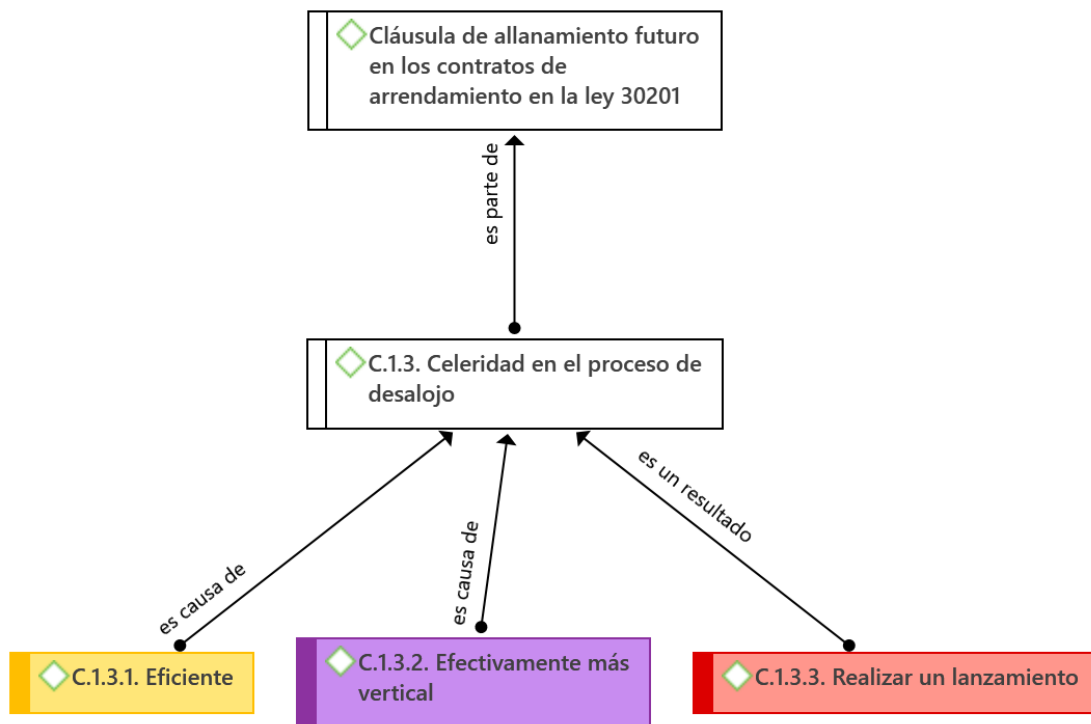 Cláusula de allanamiento futuro
en los contratos de
arrendamiento en la ley 30201
es parte de
C.1.3. Celeridad en el proceso de
desalojo
es causa de
es causa de
es un resultado
C.1.3.1. Eficiente
C.1.3.2. Efectivamente más
vertical
C.1.3.3. Realizar un lanzamiento